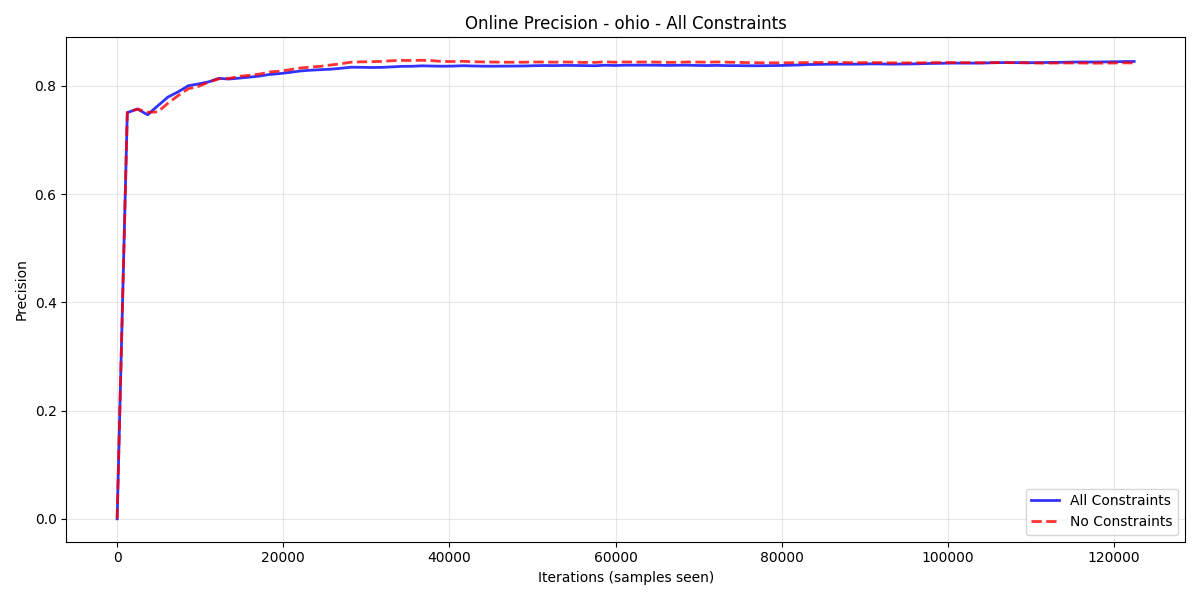 Online Precision - ohio - All Constraints
Precision
0.8
0.6
0.4
0.2
0.0
0
20000
40000
60000
80000
100000
120000
Iterations (samples seen)
All Constraints
No Constraints